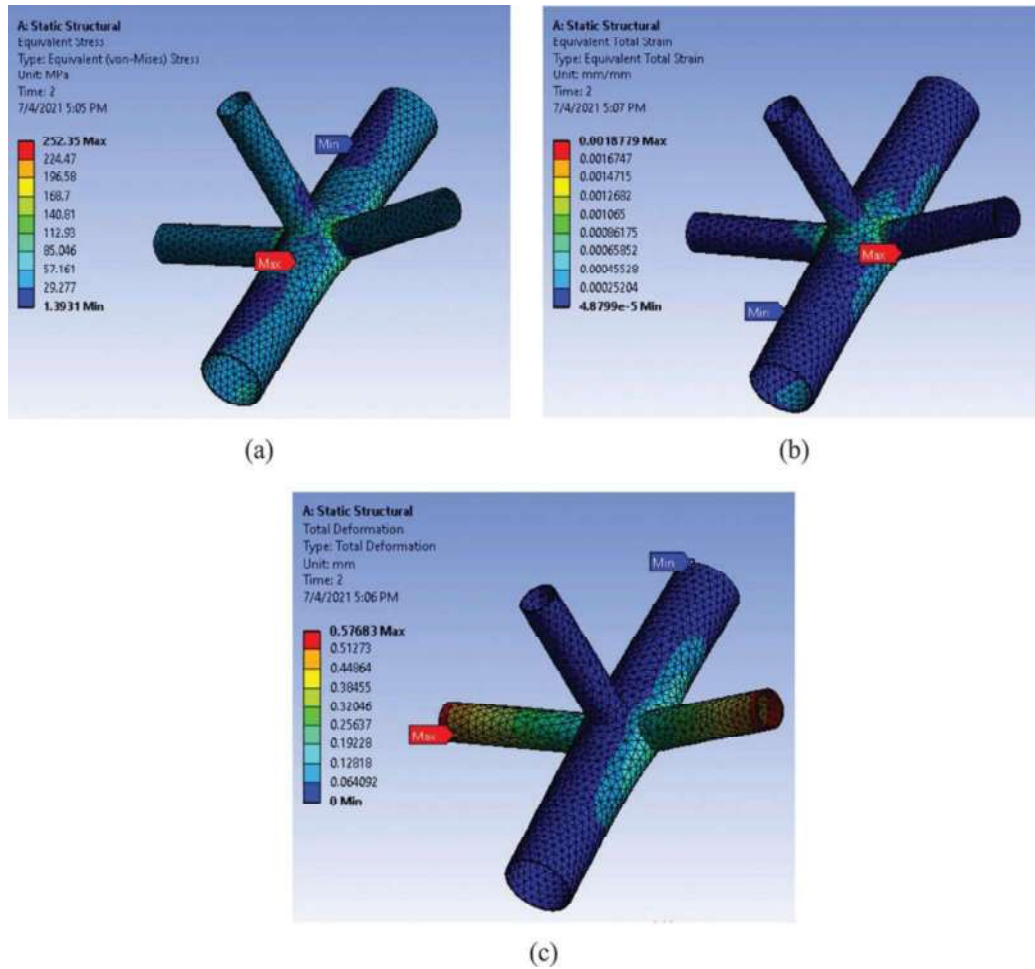 A: Static Structural
Equivalent Stress
Type: Equivalent (von-Mises) Stress
Unit: MPa
Time: 2
7/4/2021 5:05 PM
252.35 Max
224.47
196.58
168.7
140.81
112.93
85.046
57.161
29.277
1.3931 Min
Min
Max
(a)
A: Static Structural
Equivalent Total Strain
Type: Equivalent Total Strain
Unit: mm/mm
Time: 2
7/4/2021 5:07 PM
0.0018779 Max
0.0016747
0.0014715
0.0012682
0.001065
0.00086175
0.00065852
0.00045528
0.00025204
4.8799e-5 Min
Max
Min
(b)
A: Static Structural
Total Deformation
Type: Total Deformation
Unit: mm
Time: 2
7/4/2021 5:06 PM
0.57683 Max
0.51273
0.44864
0.38455
0.32046
0.25637
0.19228
0.12818
0.064092
0 Min
Min
Max
(c)